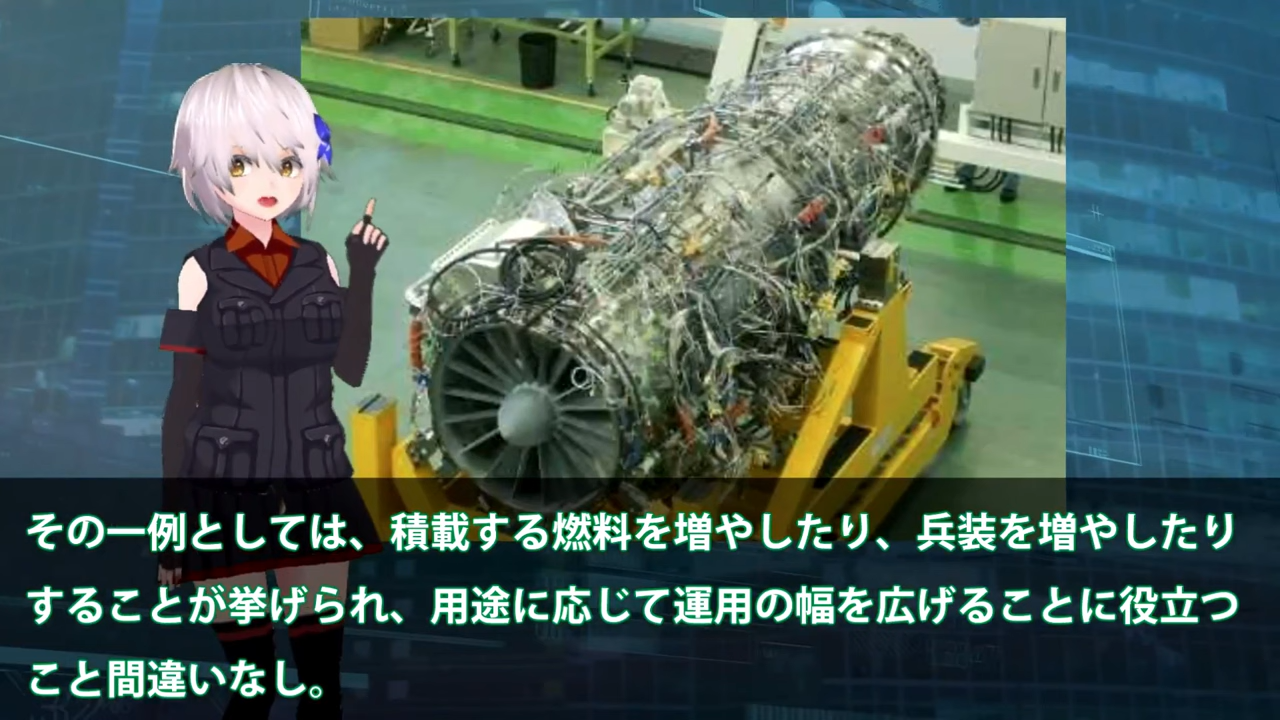 その一例としては、積載する燃料を増やしたり、兵装を増やしたり
することが挙げられ、用途に応じて運用の幅を広げることに役立つ
こと間違いなし。